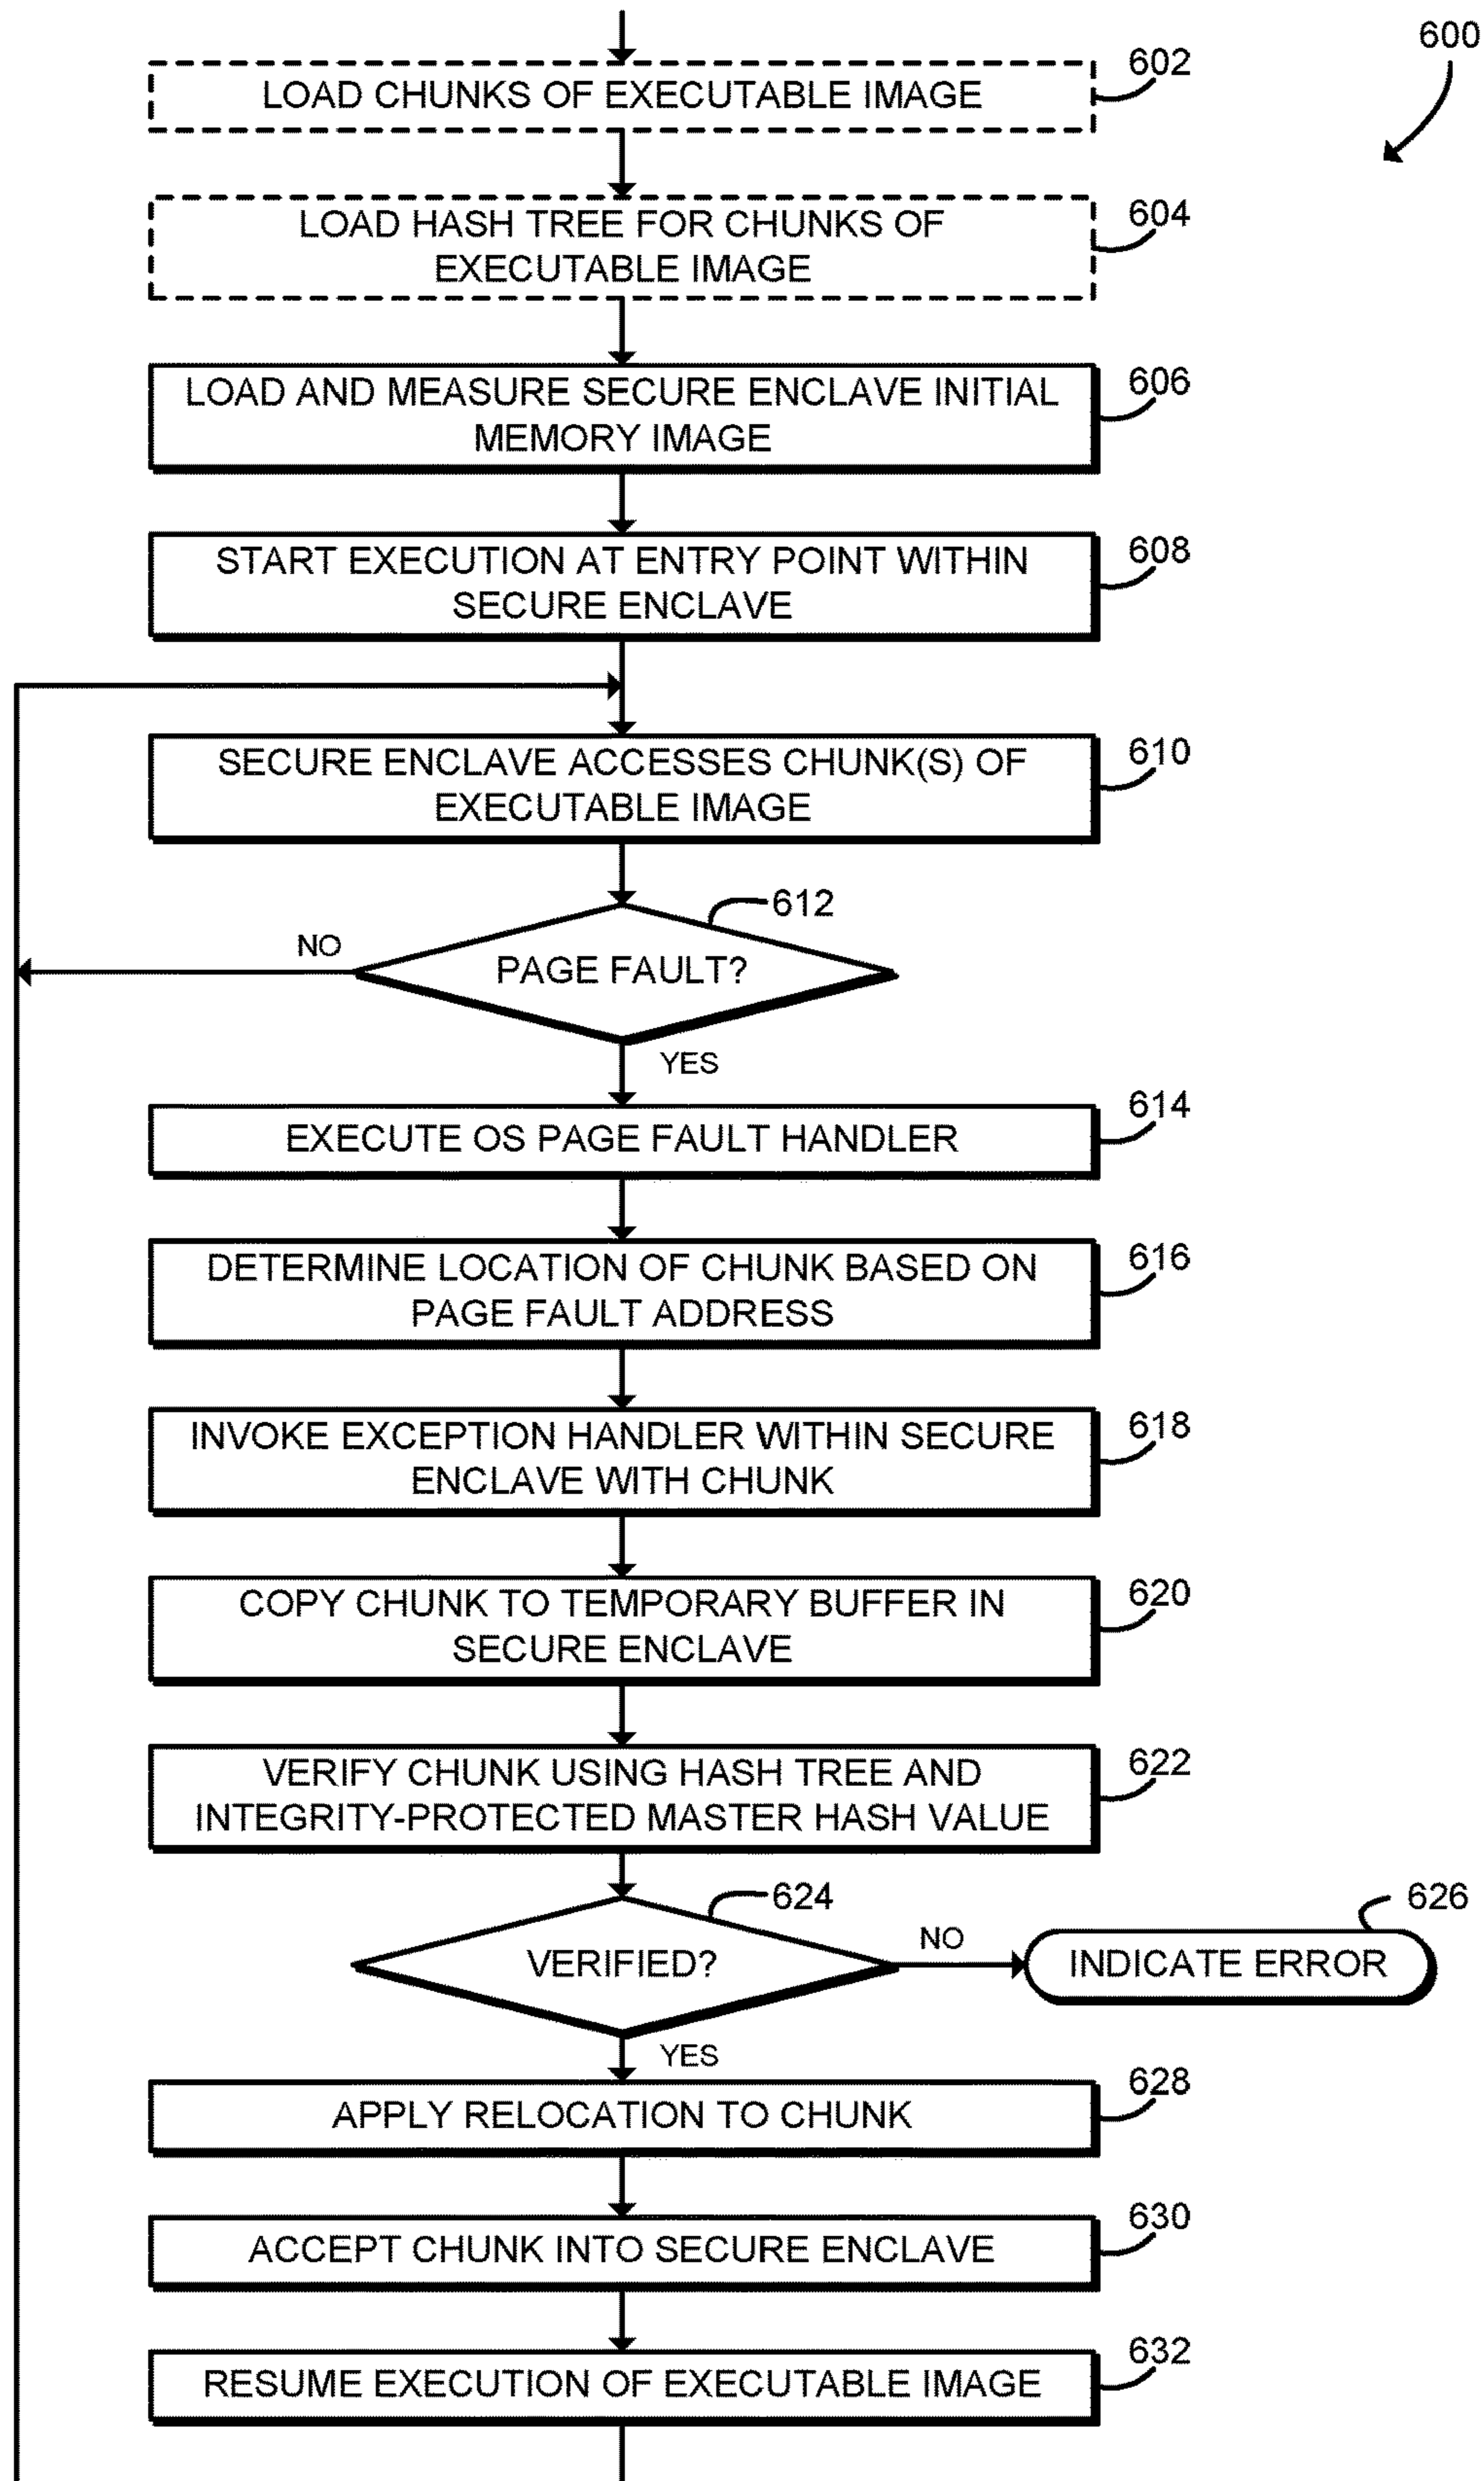 600
602
LOAD CHUNKS OF EXECUTABLE IMAGE
604
LOAD HASH TREE FOR CHUNKS OF
EXECUTABLE IMAGE
606
LOAD AND MEASURE SECURE ENCLAVE INITIAL
MEMORY IMAGE
608
START EXECUTION AT ENTRY POINT WITHIN
SECURE ENCLAVE
610
SECURE ENCLAVE ACCESSES CHUNK(S) OF
EXECUTABLE IMAGE
612
NO
PAGE FAULT?
YES
614
EXECUTE OS PAGE FAULT HANDLER
616
DETERMINE LOCATION OF CHUNK BASED ON
PAGE FAULT ADDRESS
618
INVOKE EXCEPTION HANDLER WITHIN SECURE
ENCLAVE WITH CHUNK
620
COPY CHUNK TO TEMPORARY BUFFER IN
SECURE ENCLAVE
622
VERIFY CHUNK USING HASH TREE AND
INTEGRITY-PROTECTED MASTER HASH VALUE
624
VERIFIED?
NO
626
INDICATE ERROR
YES
628
APPLY RELOCATION TO CHUNK
630
ACCEPT CHUNK INTO SECURE ENCLAVE
632
RESUME EXECUTION OF EXECUTABLE IMAGE